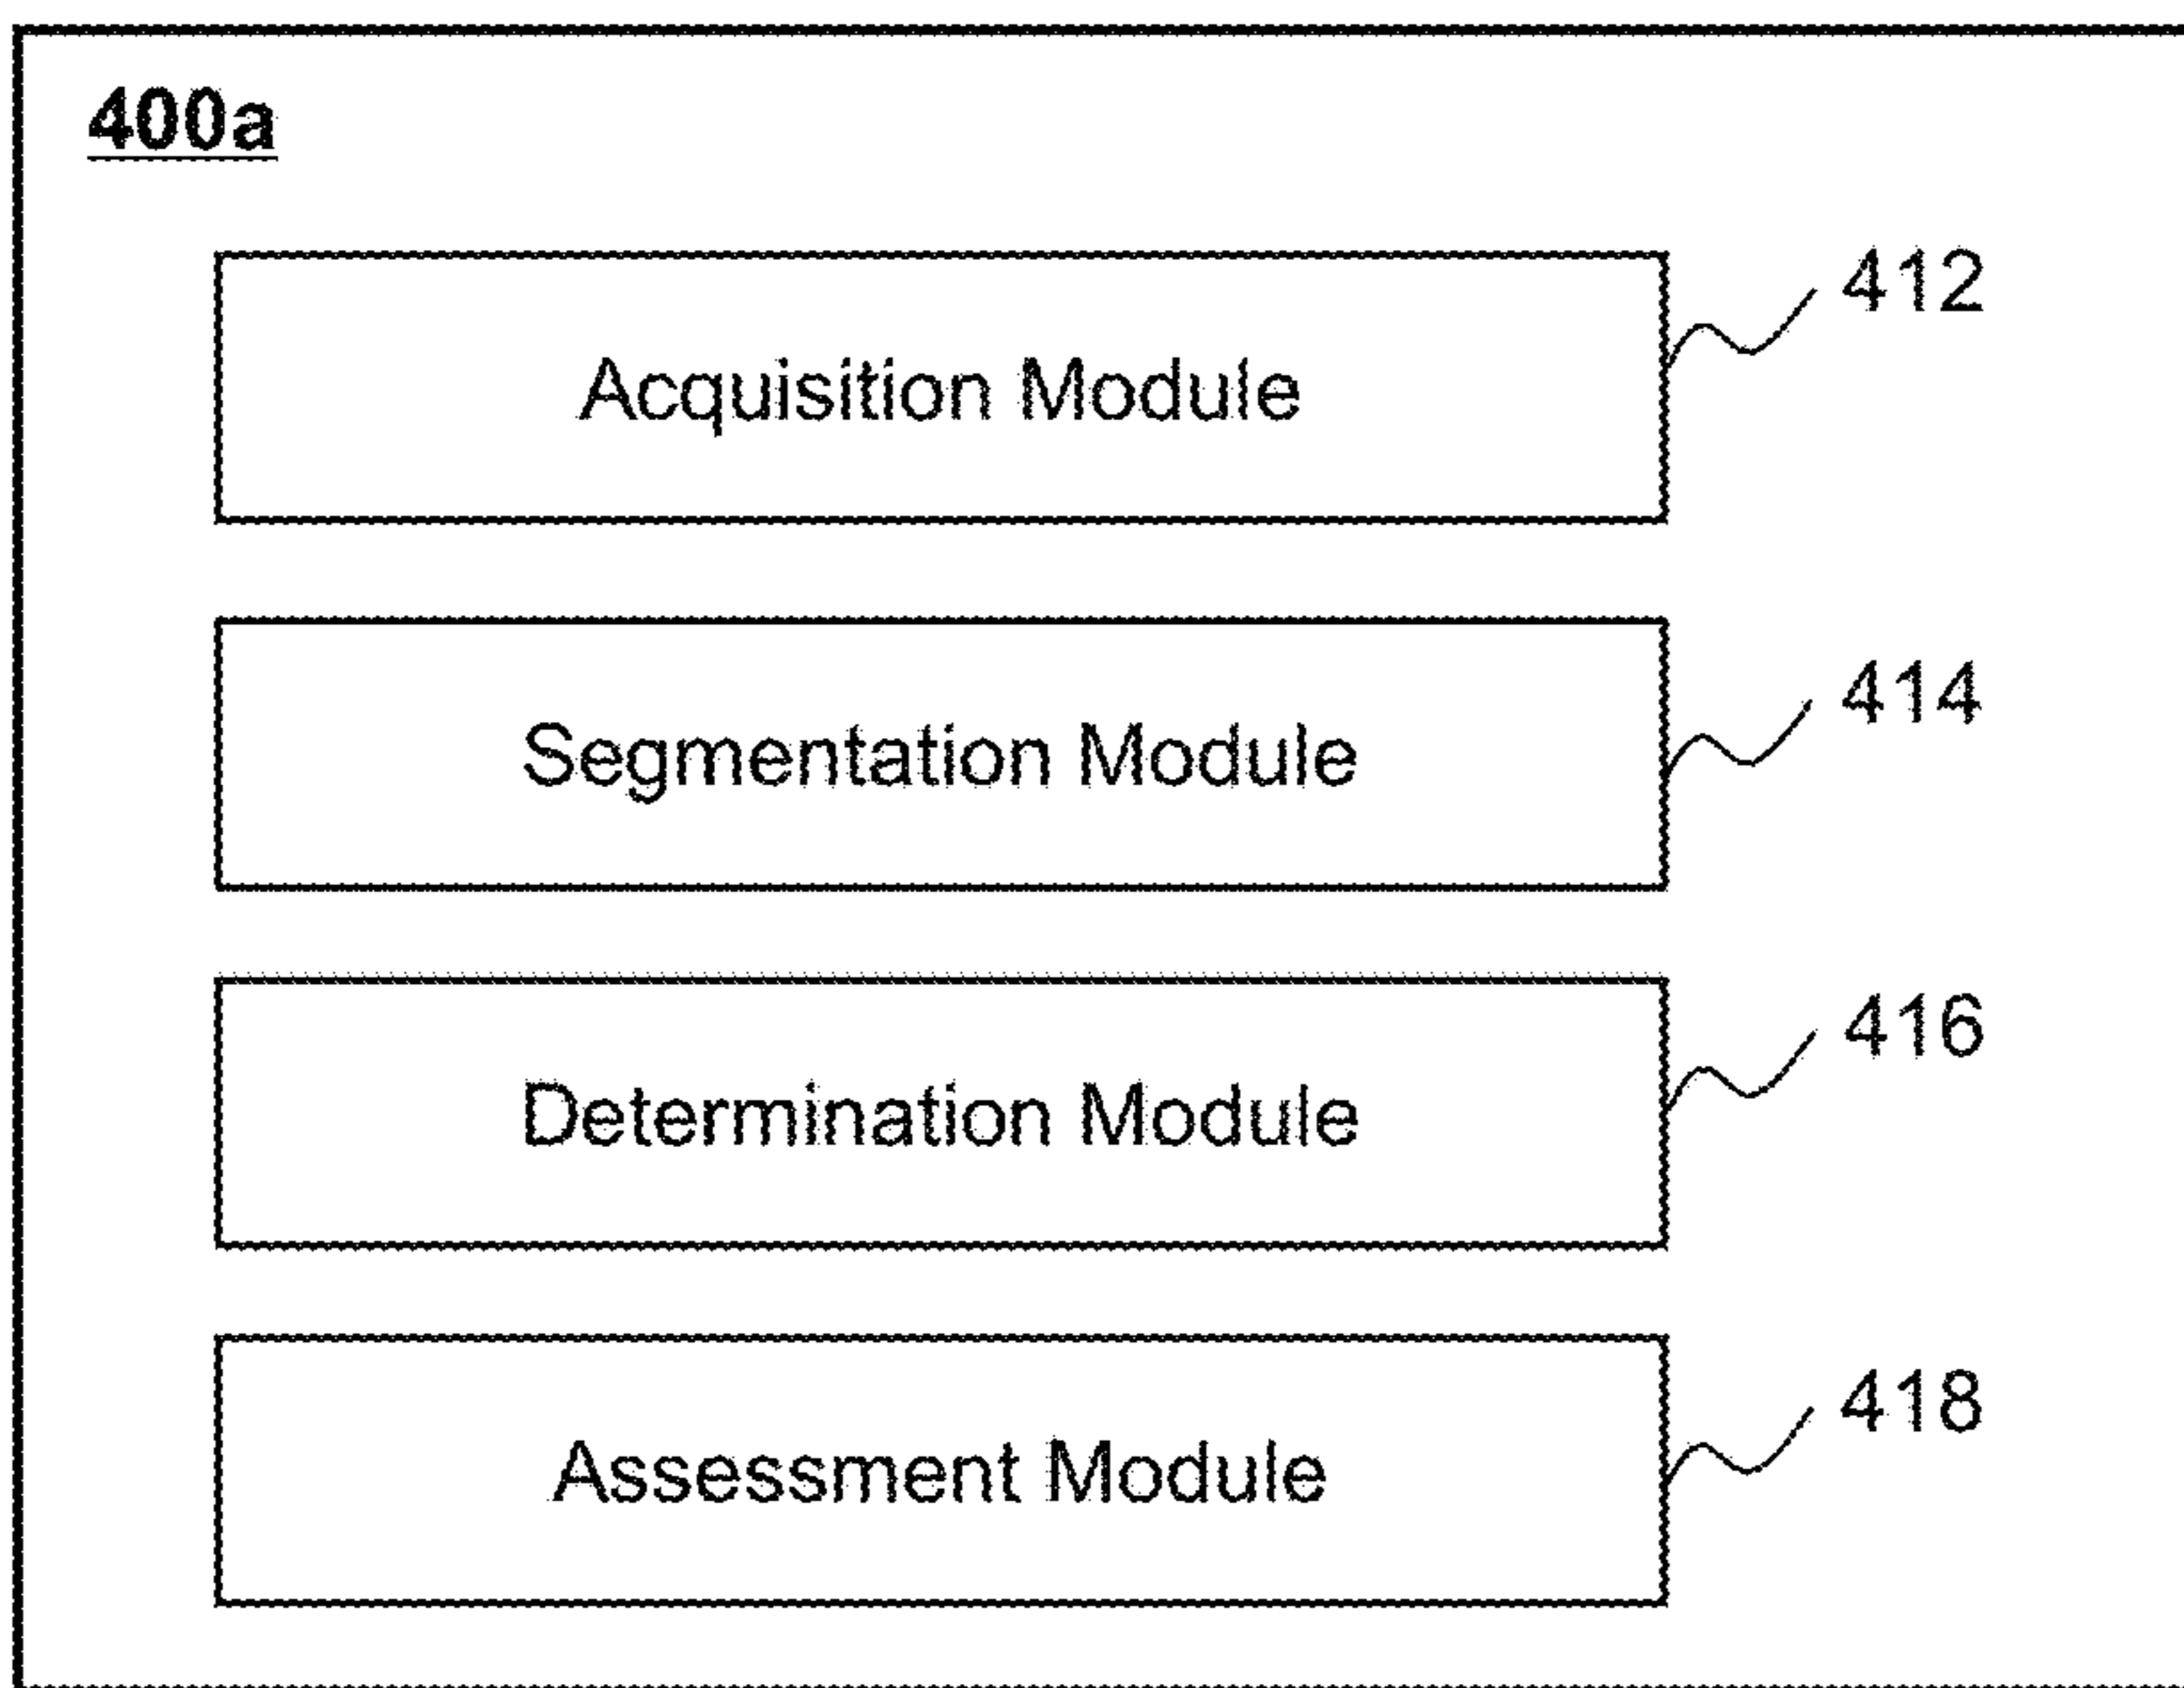 400a
Acquisition Module
412
Segmentation Module
414
Determination Module
416
Assessment Module
418